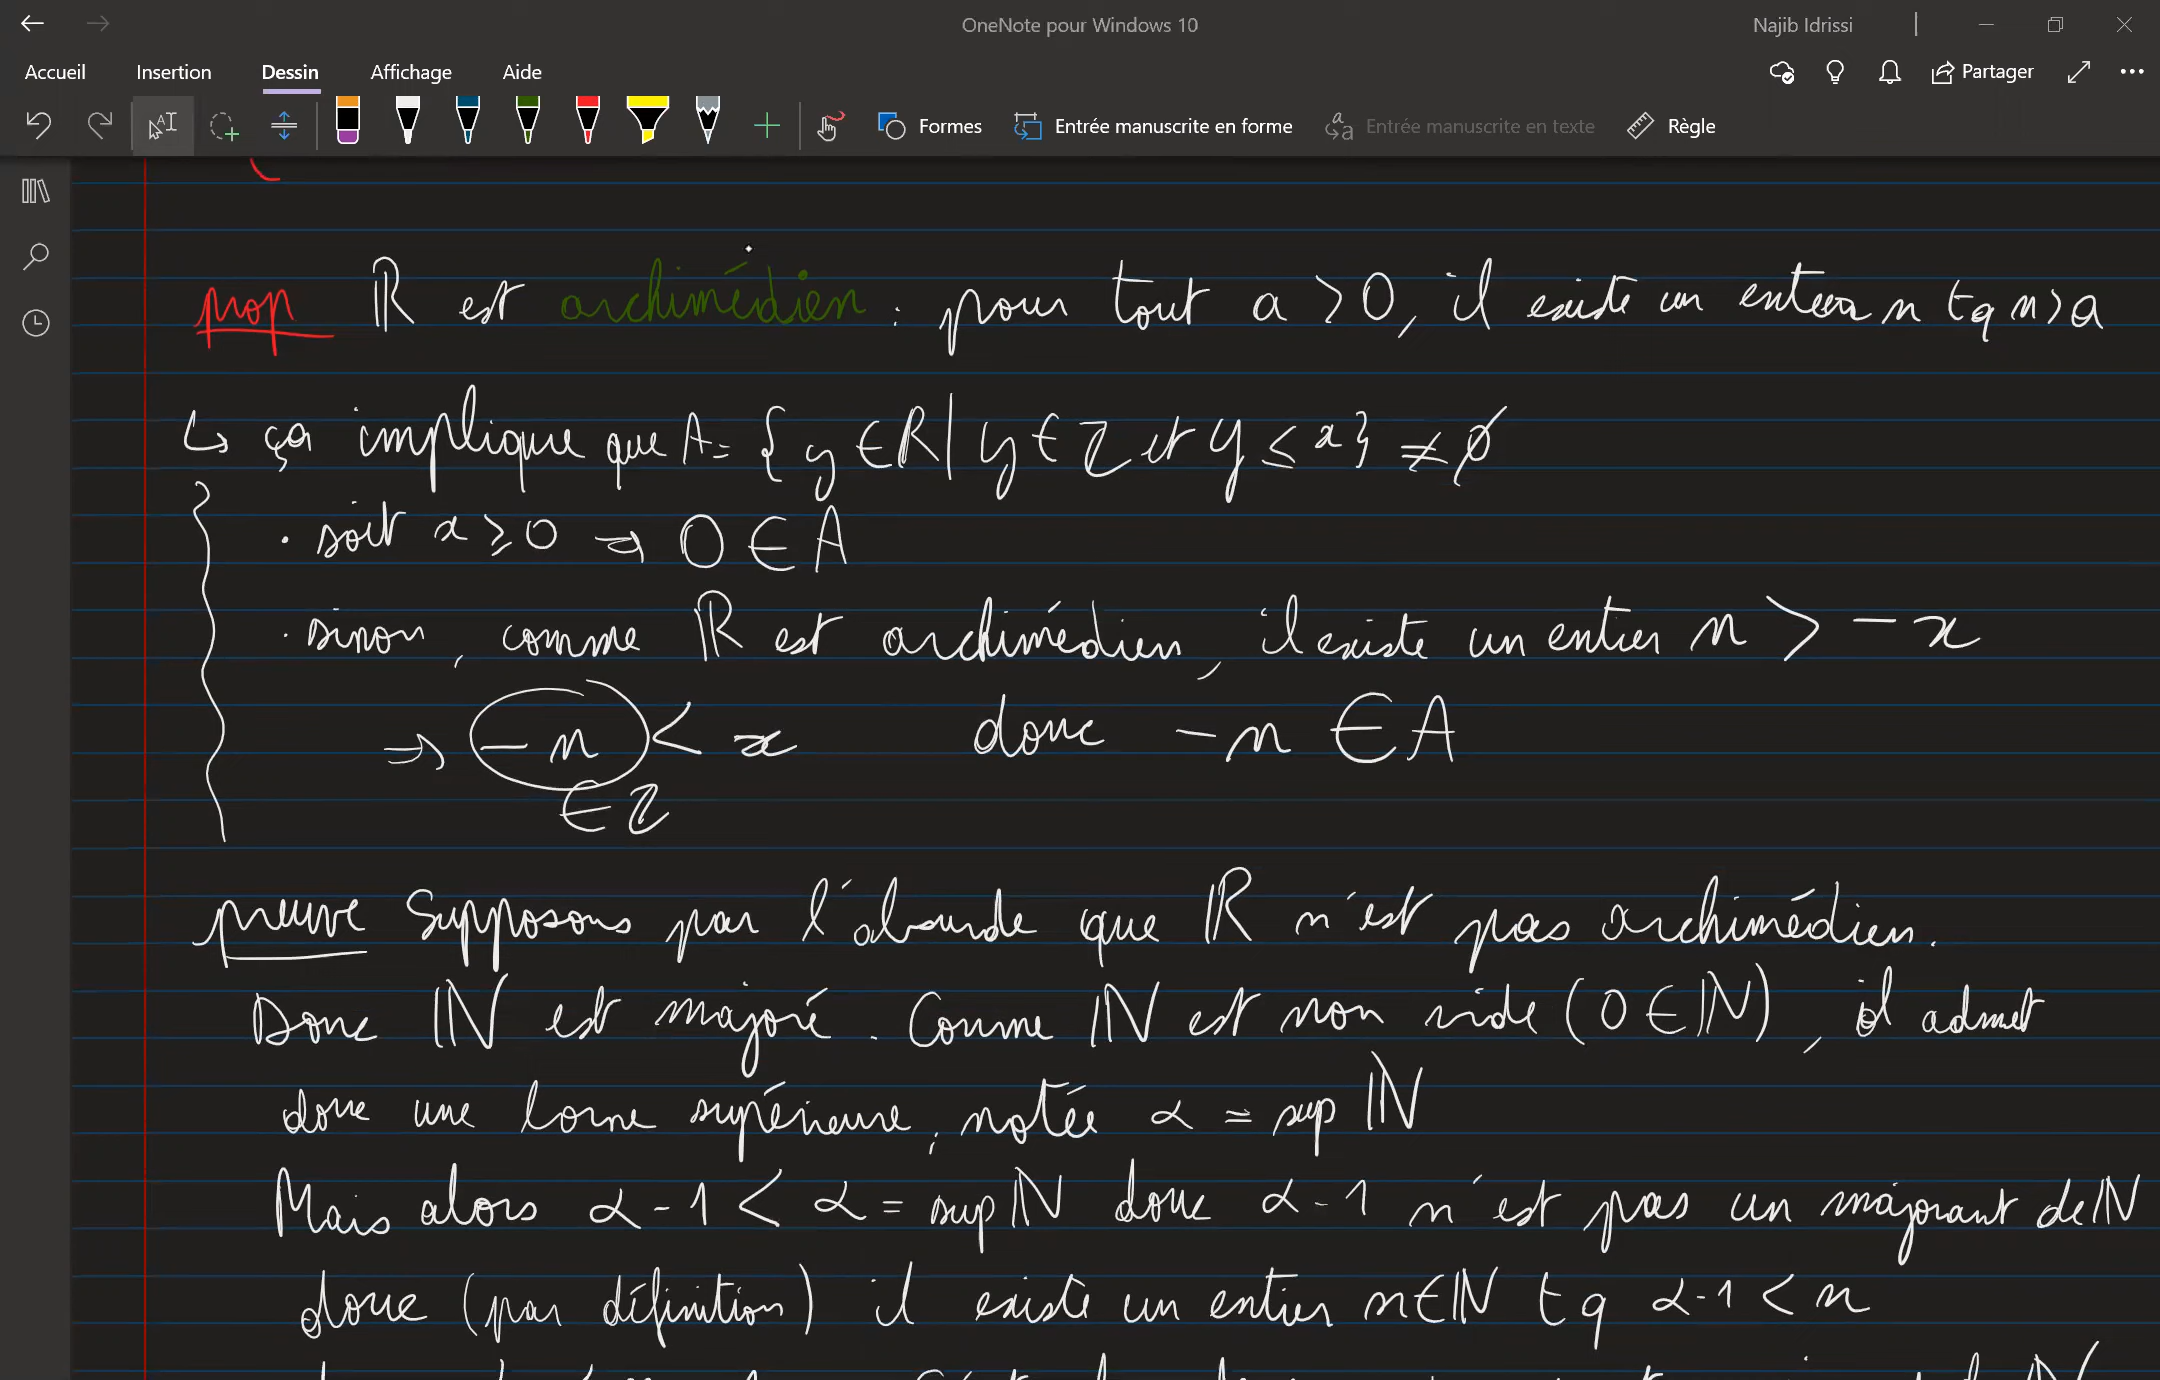 OneNote pour Windows 10
Najib Idrissi
Accueil Insertion Dessin Affichage Aide
Partager
Formes Entrée manuscrite en forme Entrée manuscrite en texte Règle
prop ℝ est archimédien : pour tout a > 0, il existe un entier n tq n > a
↳ ça implique que A = { y ∈ ℝ | y ∈ ℤ et y ≤ x } ≠ ∅
· soit x ≥ 0 → 0 ∈ A
· sinon, comme ℝ est archimédien, il existe un entier n > -x
⇒ -n < x donc -n ∈ A
∈ ℤ
preuve Supposons par l'absurde que ℝ n'est pas archimédien.
Donc ℕ est majoré. Comme ℕ est non vide (0 ∈ ℕ), il admet
donc une borne supérieure, notée α = sup ℕ
Mais alors α - 1 < α = sup ℕ donc α - 1 n'est pas un majorant de ℕ
donc (par définition) il existe un entier n ∈ ℕ tq α - 1 < n